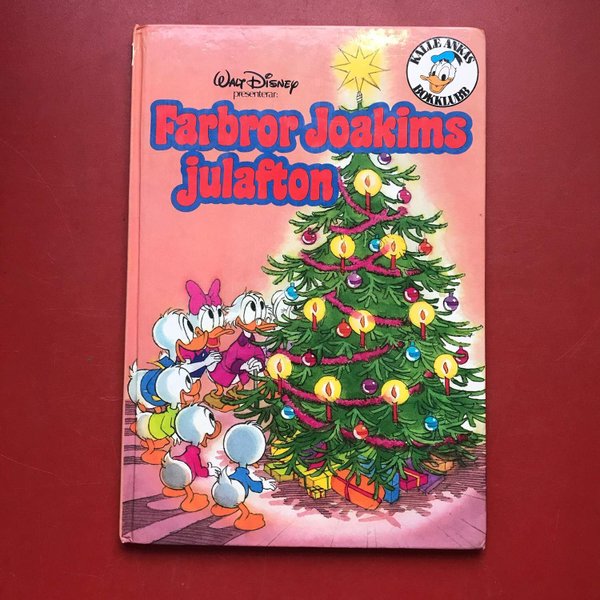 WALT DISNEY
presenterar:
Farbror Joakims
julafton
KALLE ANKAS
BOKKLUBB